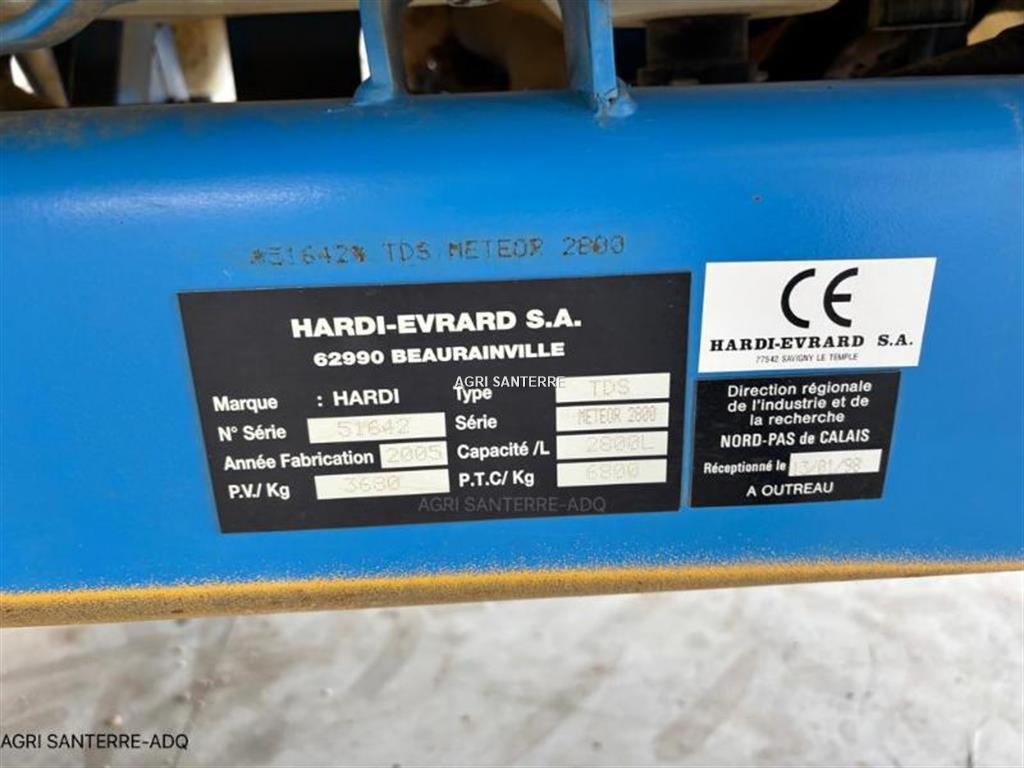 *51642* TDS METEOR 2800
HARDI-EVRARD S.A.
62990 BEAURAINVILLE
Marque : HARDI
N° Série 51642
Année Fabrication 2005
P.V./ Kg 3680
Type TDS
Série METEOR 2800
Capacité /L 2800L
P.T.C/ Kg 6800
CE
HARDI-EVRARD S.A.
77542 SAVIGNY LE TEMPLE
Direction régionale
de l'industrie et de
la recherche
NORD-PAS de CALAIS
Réceptionné le 13/01/98
A OUTREAU
AGRI SANTERRE
AGRI SANTERRE-ADQ
AGRI SANTERRE-ADQ